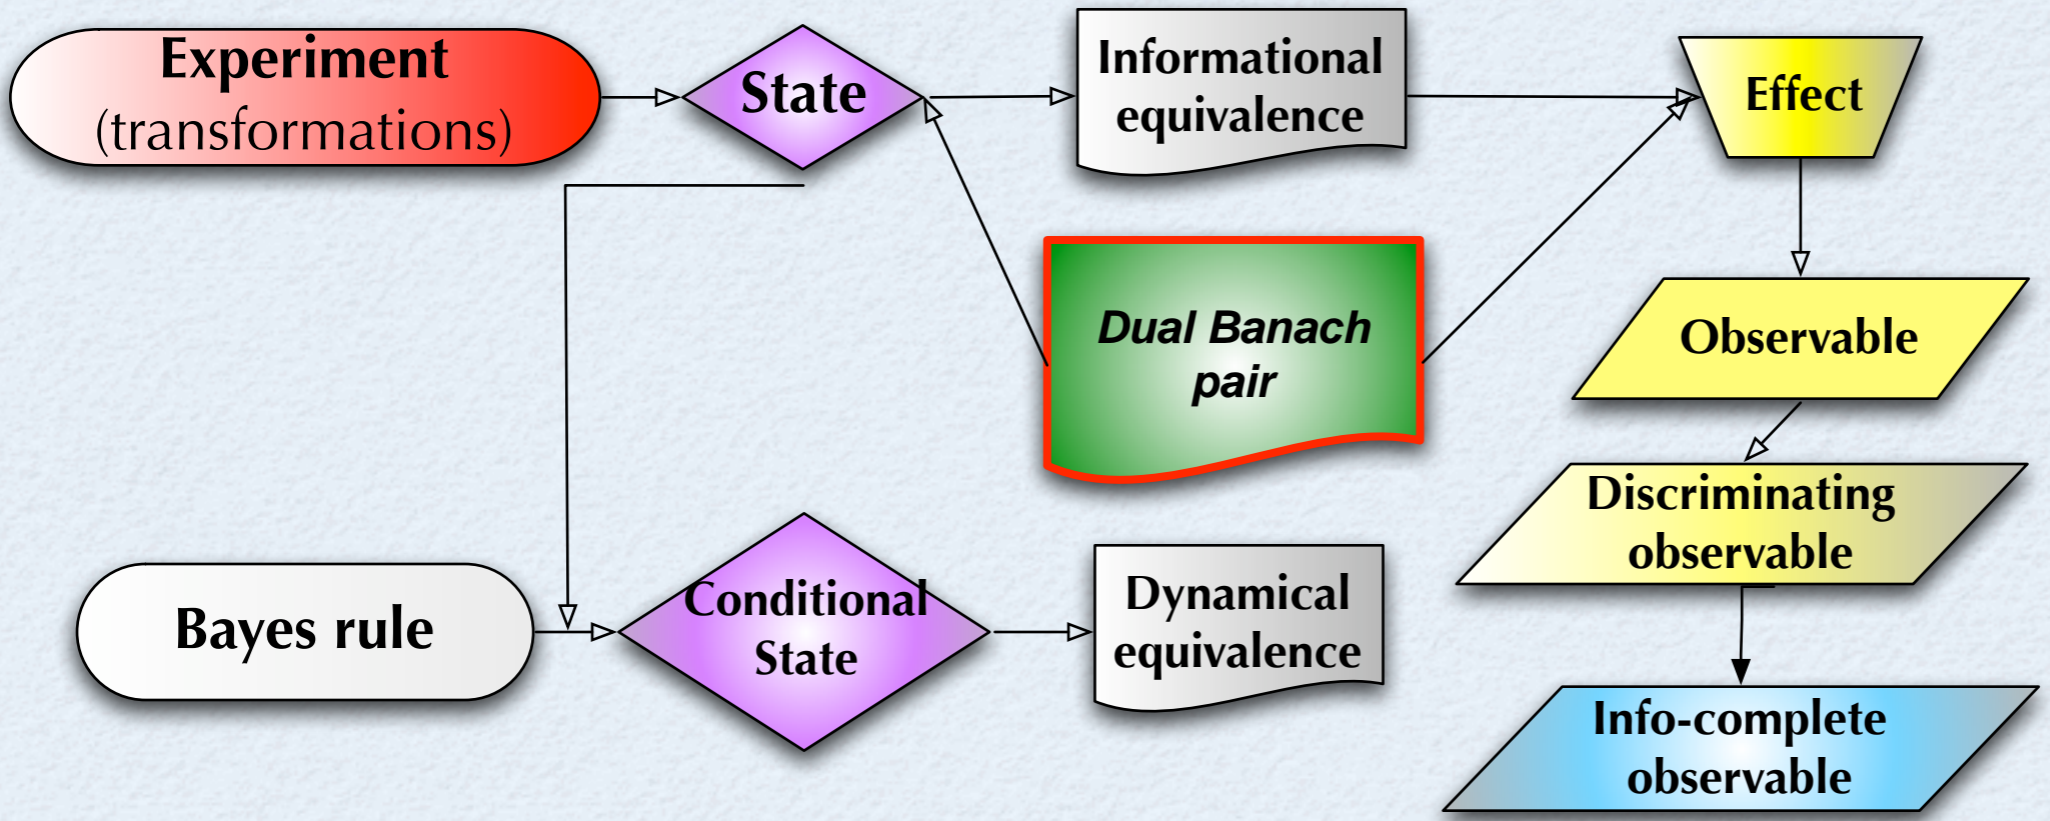 Experiment
(transformations)
State
Informational
equivalence
Effect
Dual Banach
pair
Observable
Discriminating
observable
Bayes rule
Conditional
State
Dynamical
equivalence
Info-complete
observable